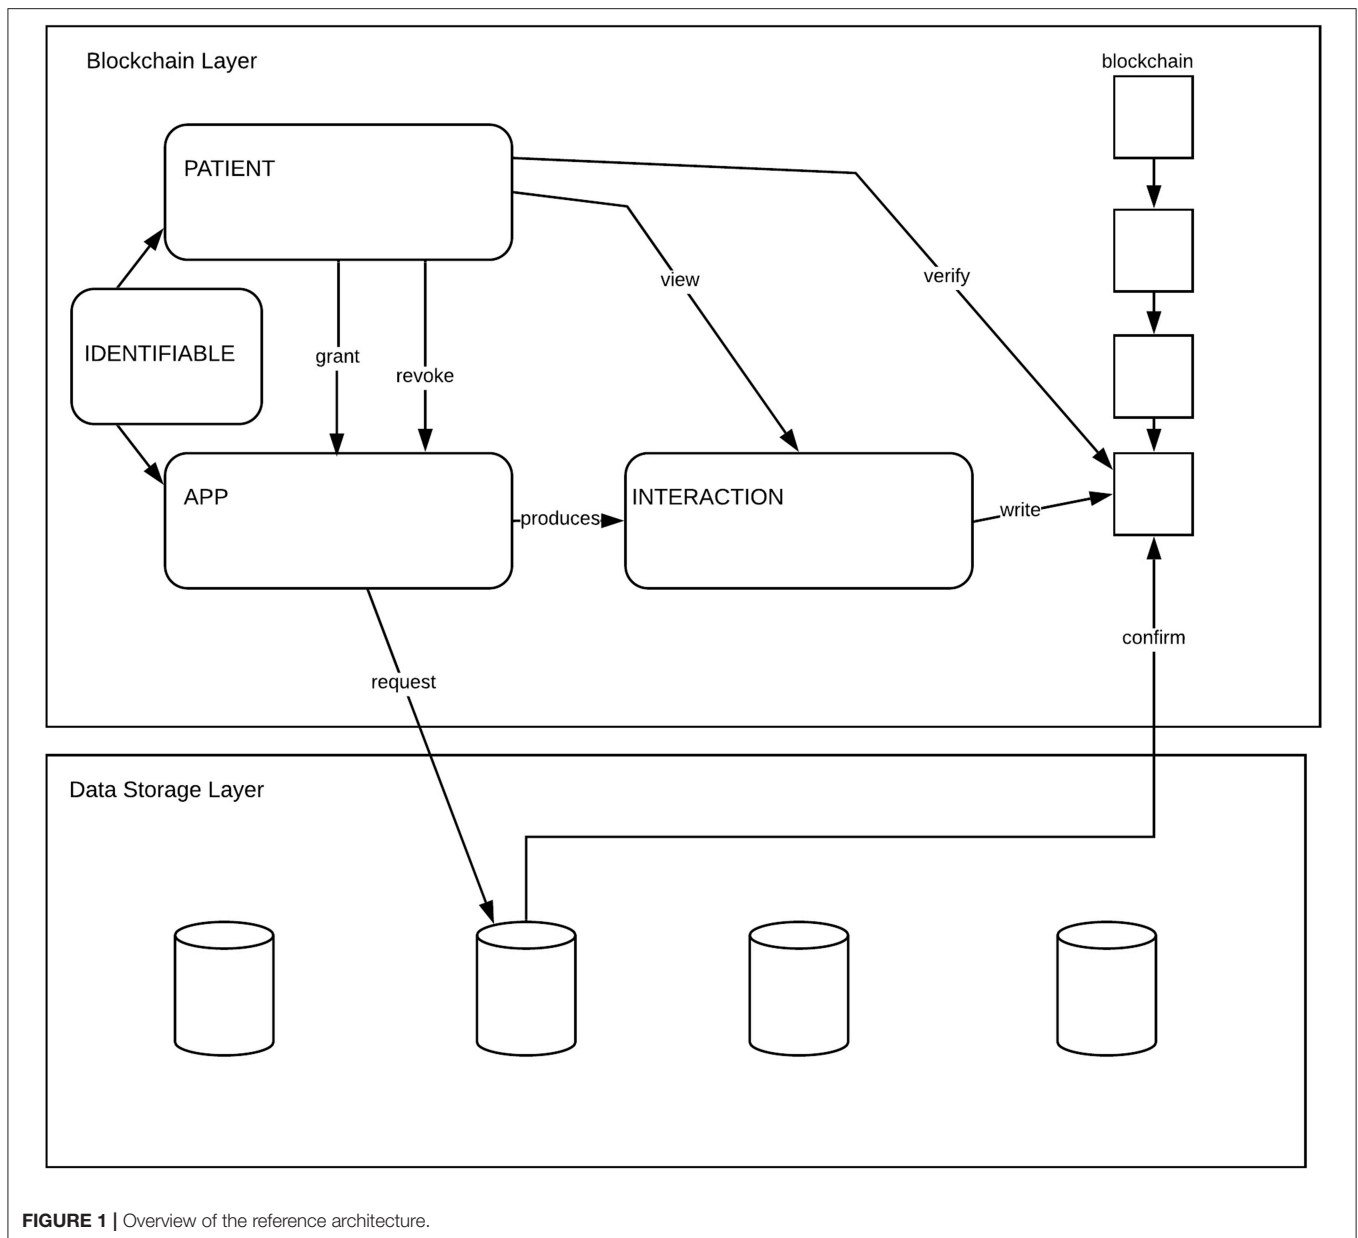 Blockchain Layer
blockchain
PATIENT
view
verify
IDENTIFIABLE
grant
revoke
APP
produces
INTERACTION
write
confirm
request
Data Storage Layer
FIGURE 1 | Overview of the reference architecture.